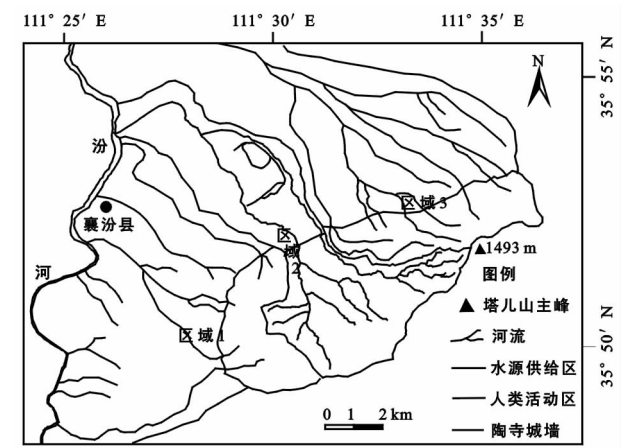 111° 25′ E
111° 30′ E
111° 35′ E
35° 55′ N
N
汾
区域3
襄汾县
区域2
1493 m
河
图例
塔儿山主峰
河流
区域1
水源供给区
35° 50′ N
人类活动区
0 1 2 km
陶寺城墙